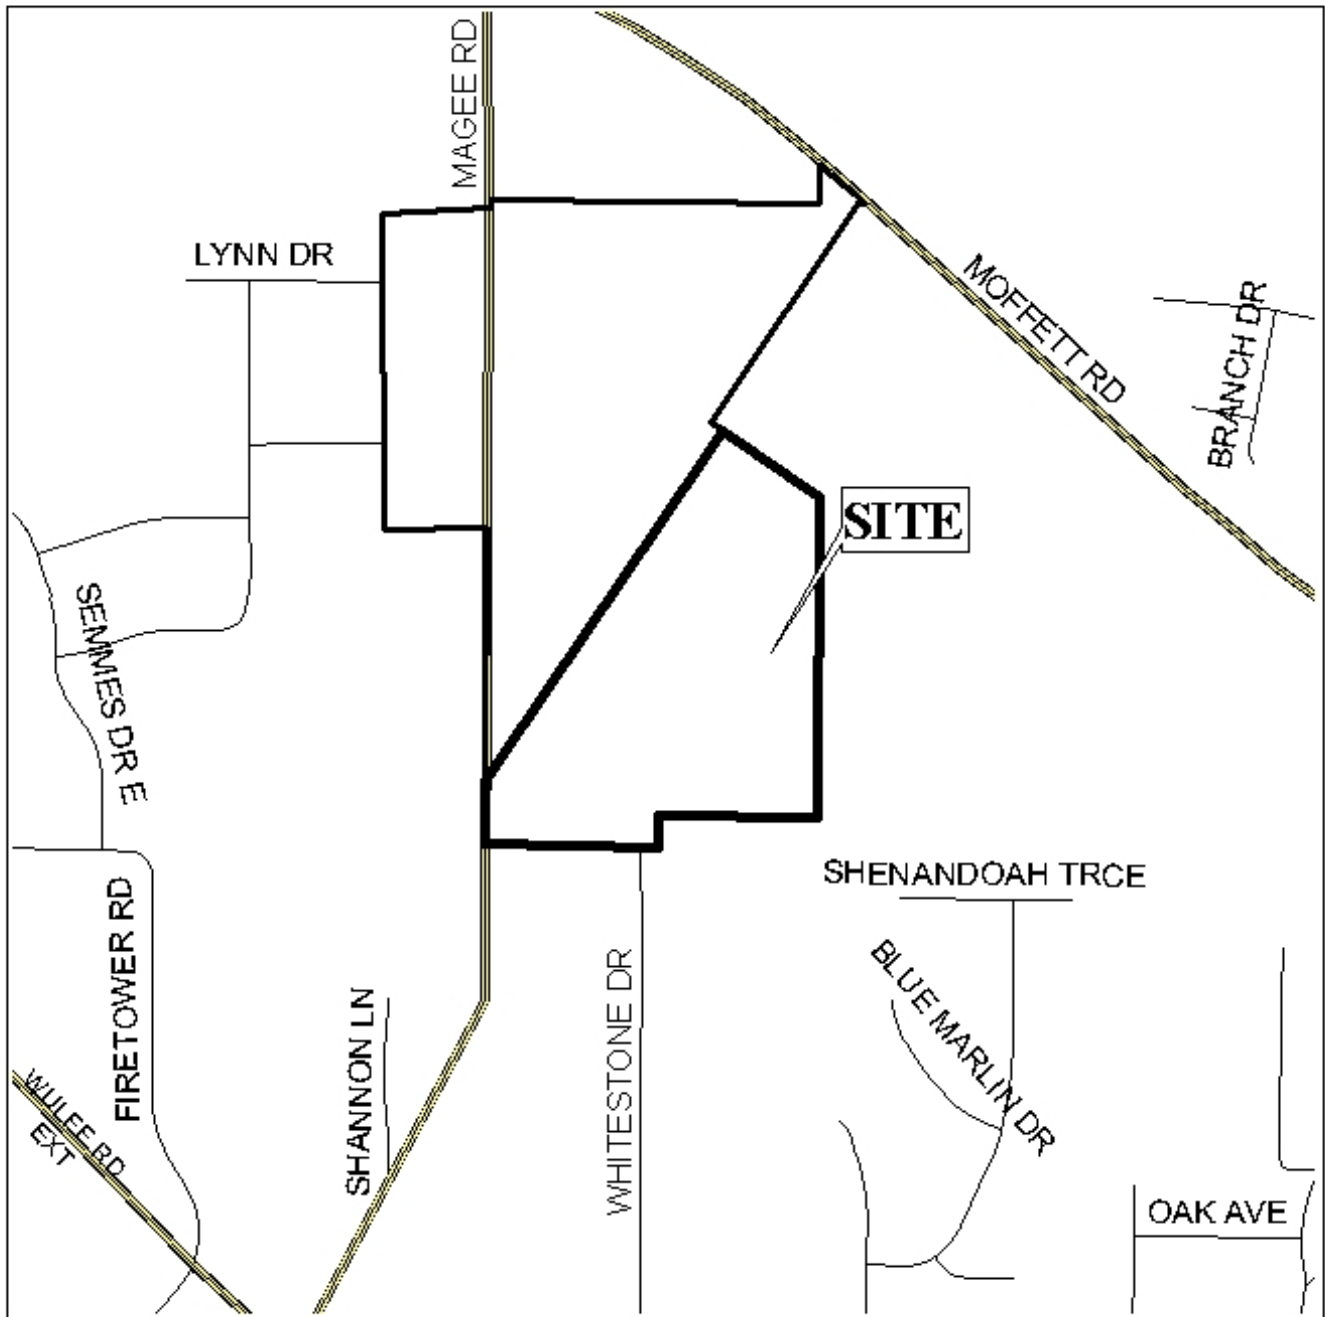 MAGEE RD
LYNN DR
MOFFETT RD
BRANCH DR
SITE
SEMMES DR E
SHENANDOAH TRCE
FIRETOWER RD
BLUE MARLIN DR
WHITESTONE DR
SHANNON LN
WULFF RD
EXT
OAK AVE